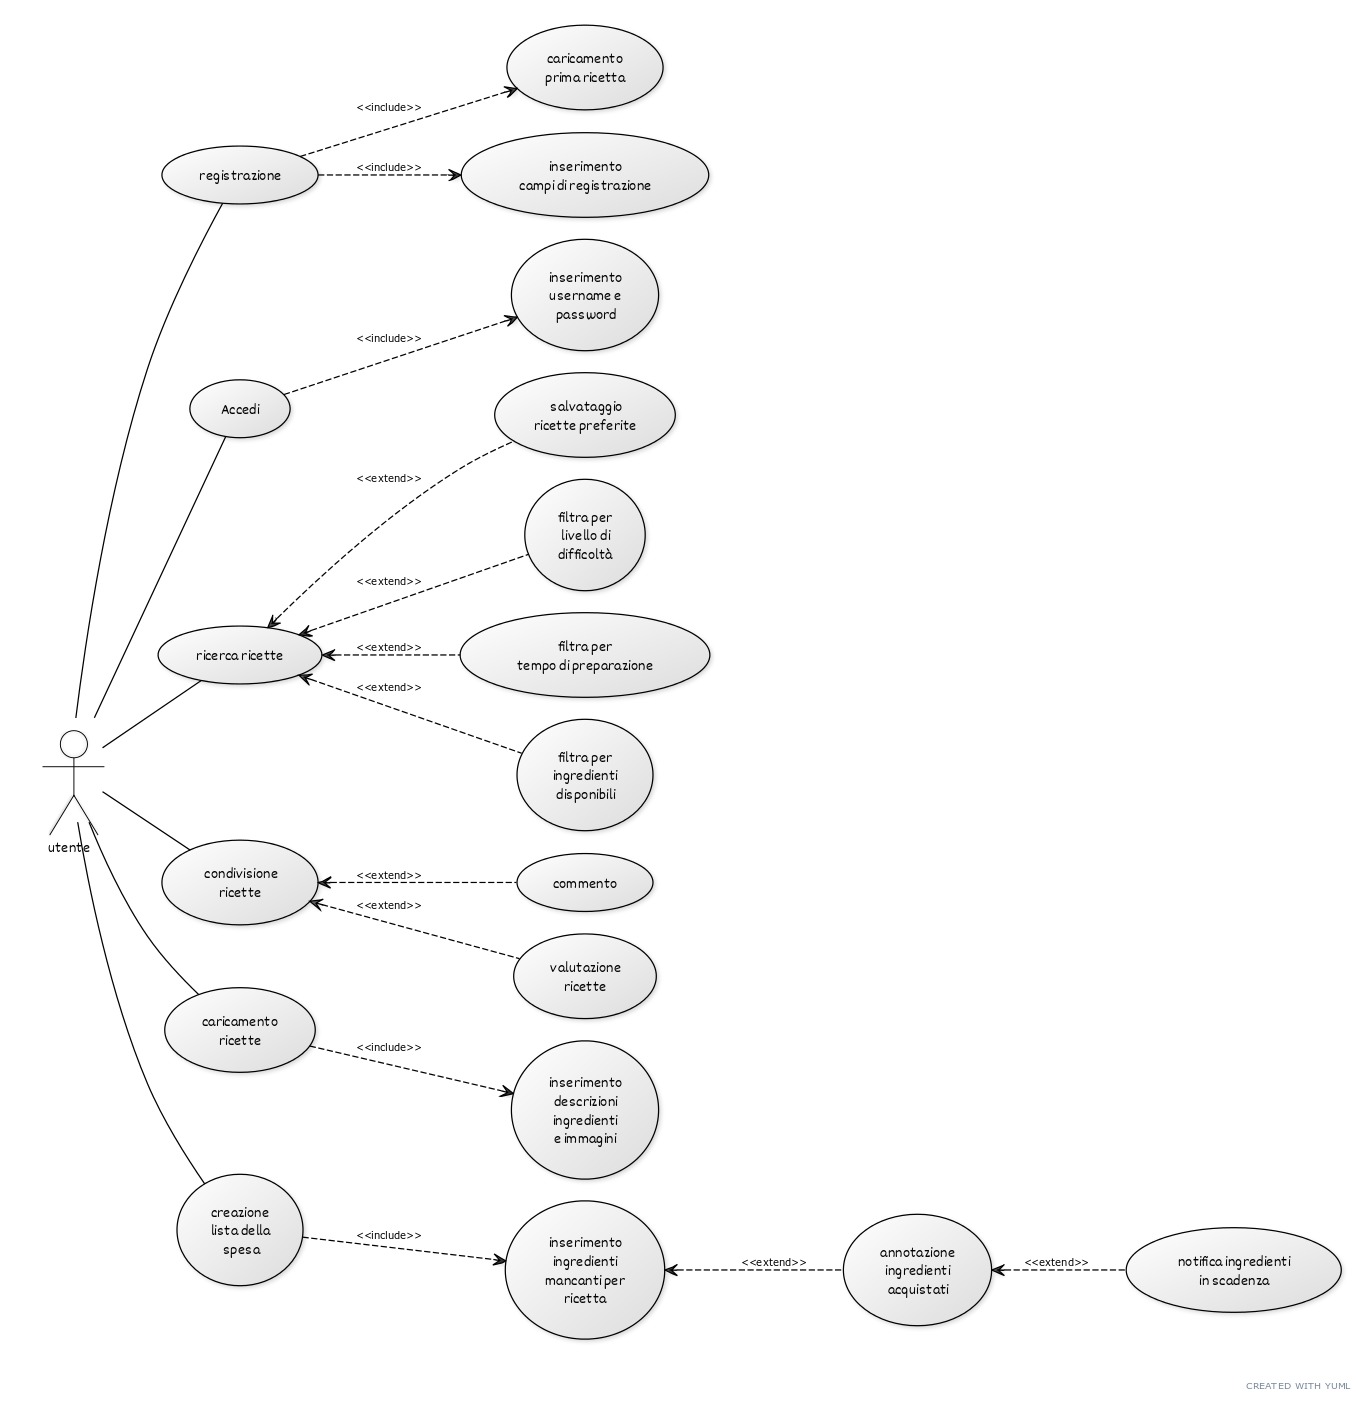 caricamento
prima ricetta
<<include>>
registrazione
<<include>>
inserimento
campi di registrazione
inserimento
username e
password
<<include>>
Accedi
salvataggio
ricette preferite
<<extend>>
filtra per
livello di
difficoltà
<<extend>>
ricerca ricette
<<extend>>
filtra per
tempo di preparazione
<<extend>>
filtra per
ingredienti
disponibili
utente
condivisione
ricette
<<extend>>
commento
<<extend>>
valutazione
ricette
caricamento
ricette
<<include>>
inserimento
descrizioni
ingredienti
e immagini
creazione
lista della
spesa
<<include>>
inserimento
ingredienti
mancanti per
ricetta
<<extend>>
annotazione
ingredienti
acquistati
<<extend>>
notifica ingredienti
in scadenza
CREATED WITH YUML